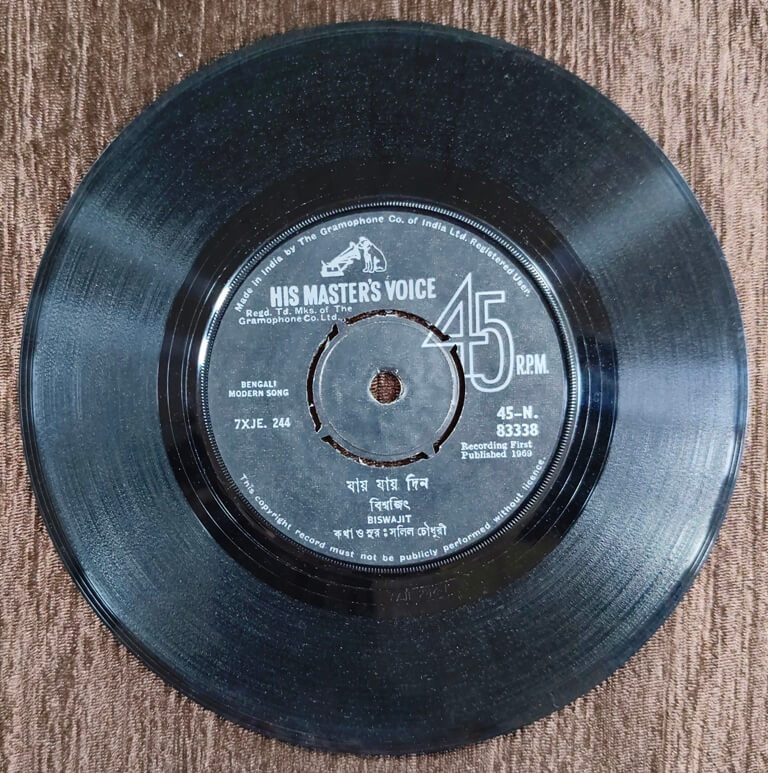 Made in India by The Gramophone Co. of India Ltd. Registered User.
HIS MASTER'S VOICE
Regd. Td. Mks. of The
Gramophone Co. Ltd.,
45
R.P.M.
BENGALI
MODERN SONG
7XJE. 244
45-N.
83338
Recording First
Published 1969
যায় যায় দিন
বিশ্বজিৎ
BISWAJIT
কথা ও সুর : সলিল চৌধুরী
This copyright record must not be publicly performed without licence.